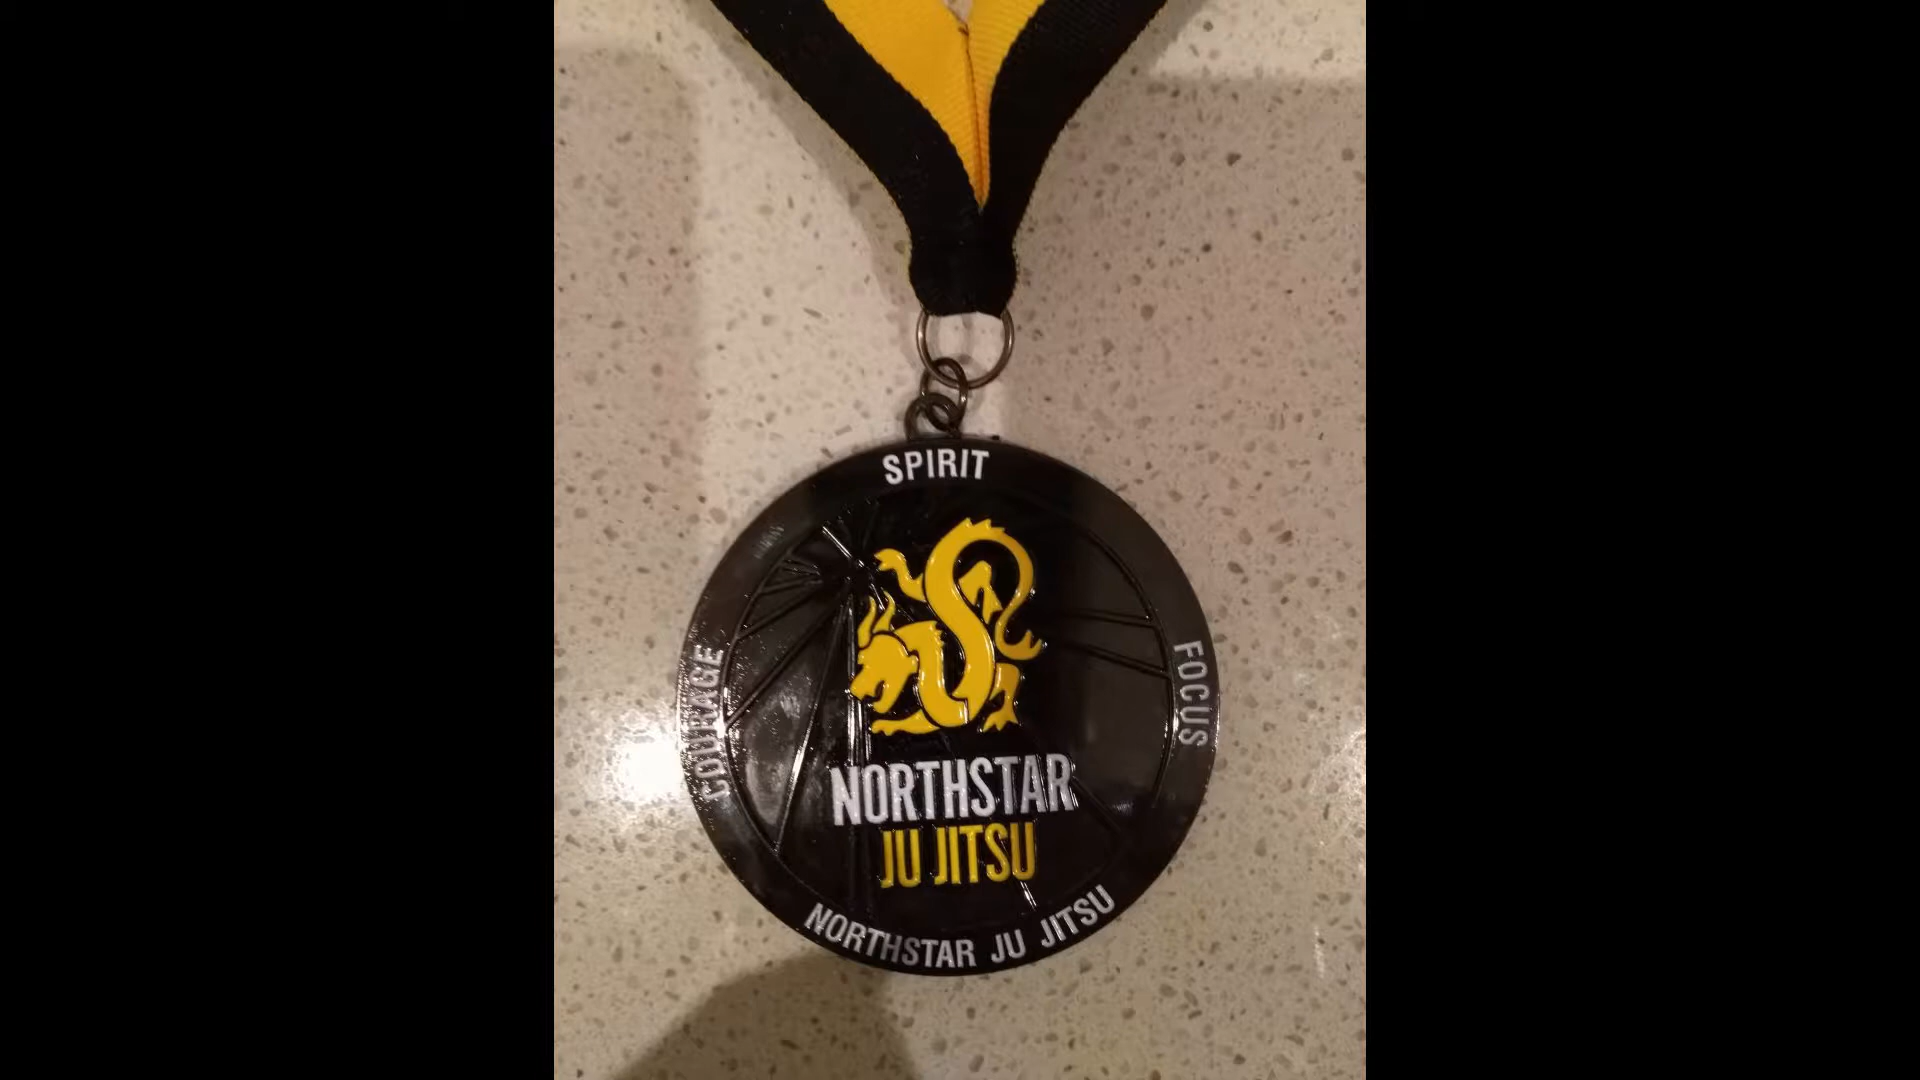 SPIRIT
COURAGE
FOCUS
NORTHSTAR
JU JITSU
NORTHSTAR JU JITSU